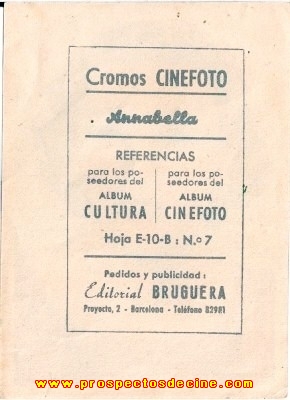 Cromos CINEFOTO
Annabella
REFERENCIAS
para los po-
seedores del
ALBUM
CULTURA
para los po-
seedores del
ALBUM
CINEFOTO
Hoja E-10-B : N.º 7
Pedidos y publicidad :
Editorial BRUGUERA
Proyecto, 2 - Barcelona - Teléfono 82981
www.prospectosdecine.com